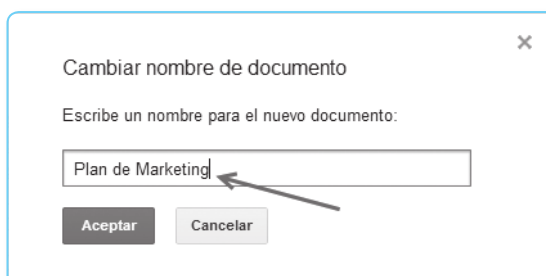 Cambiar nombre de documento
Escribe un nombre para el nuevo documento:
Plan de Marketing
Aceptar Cancelar